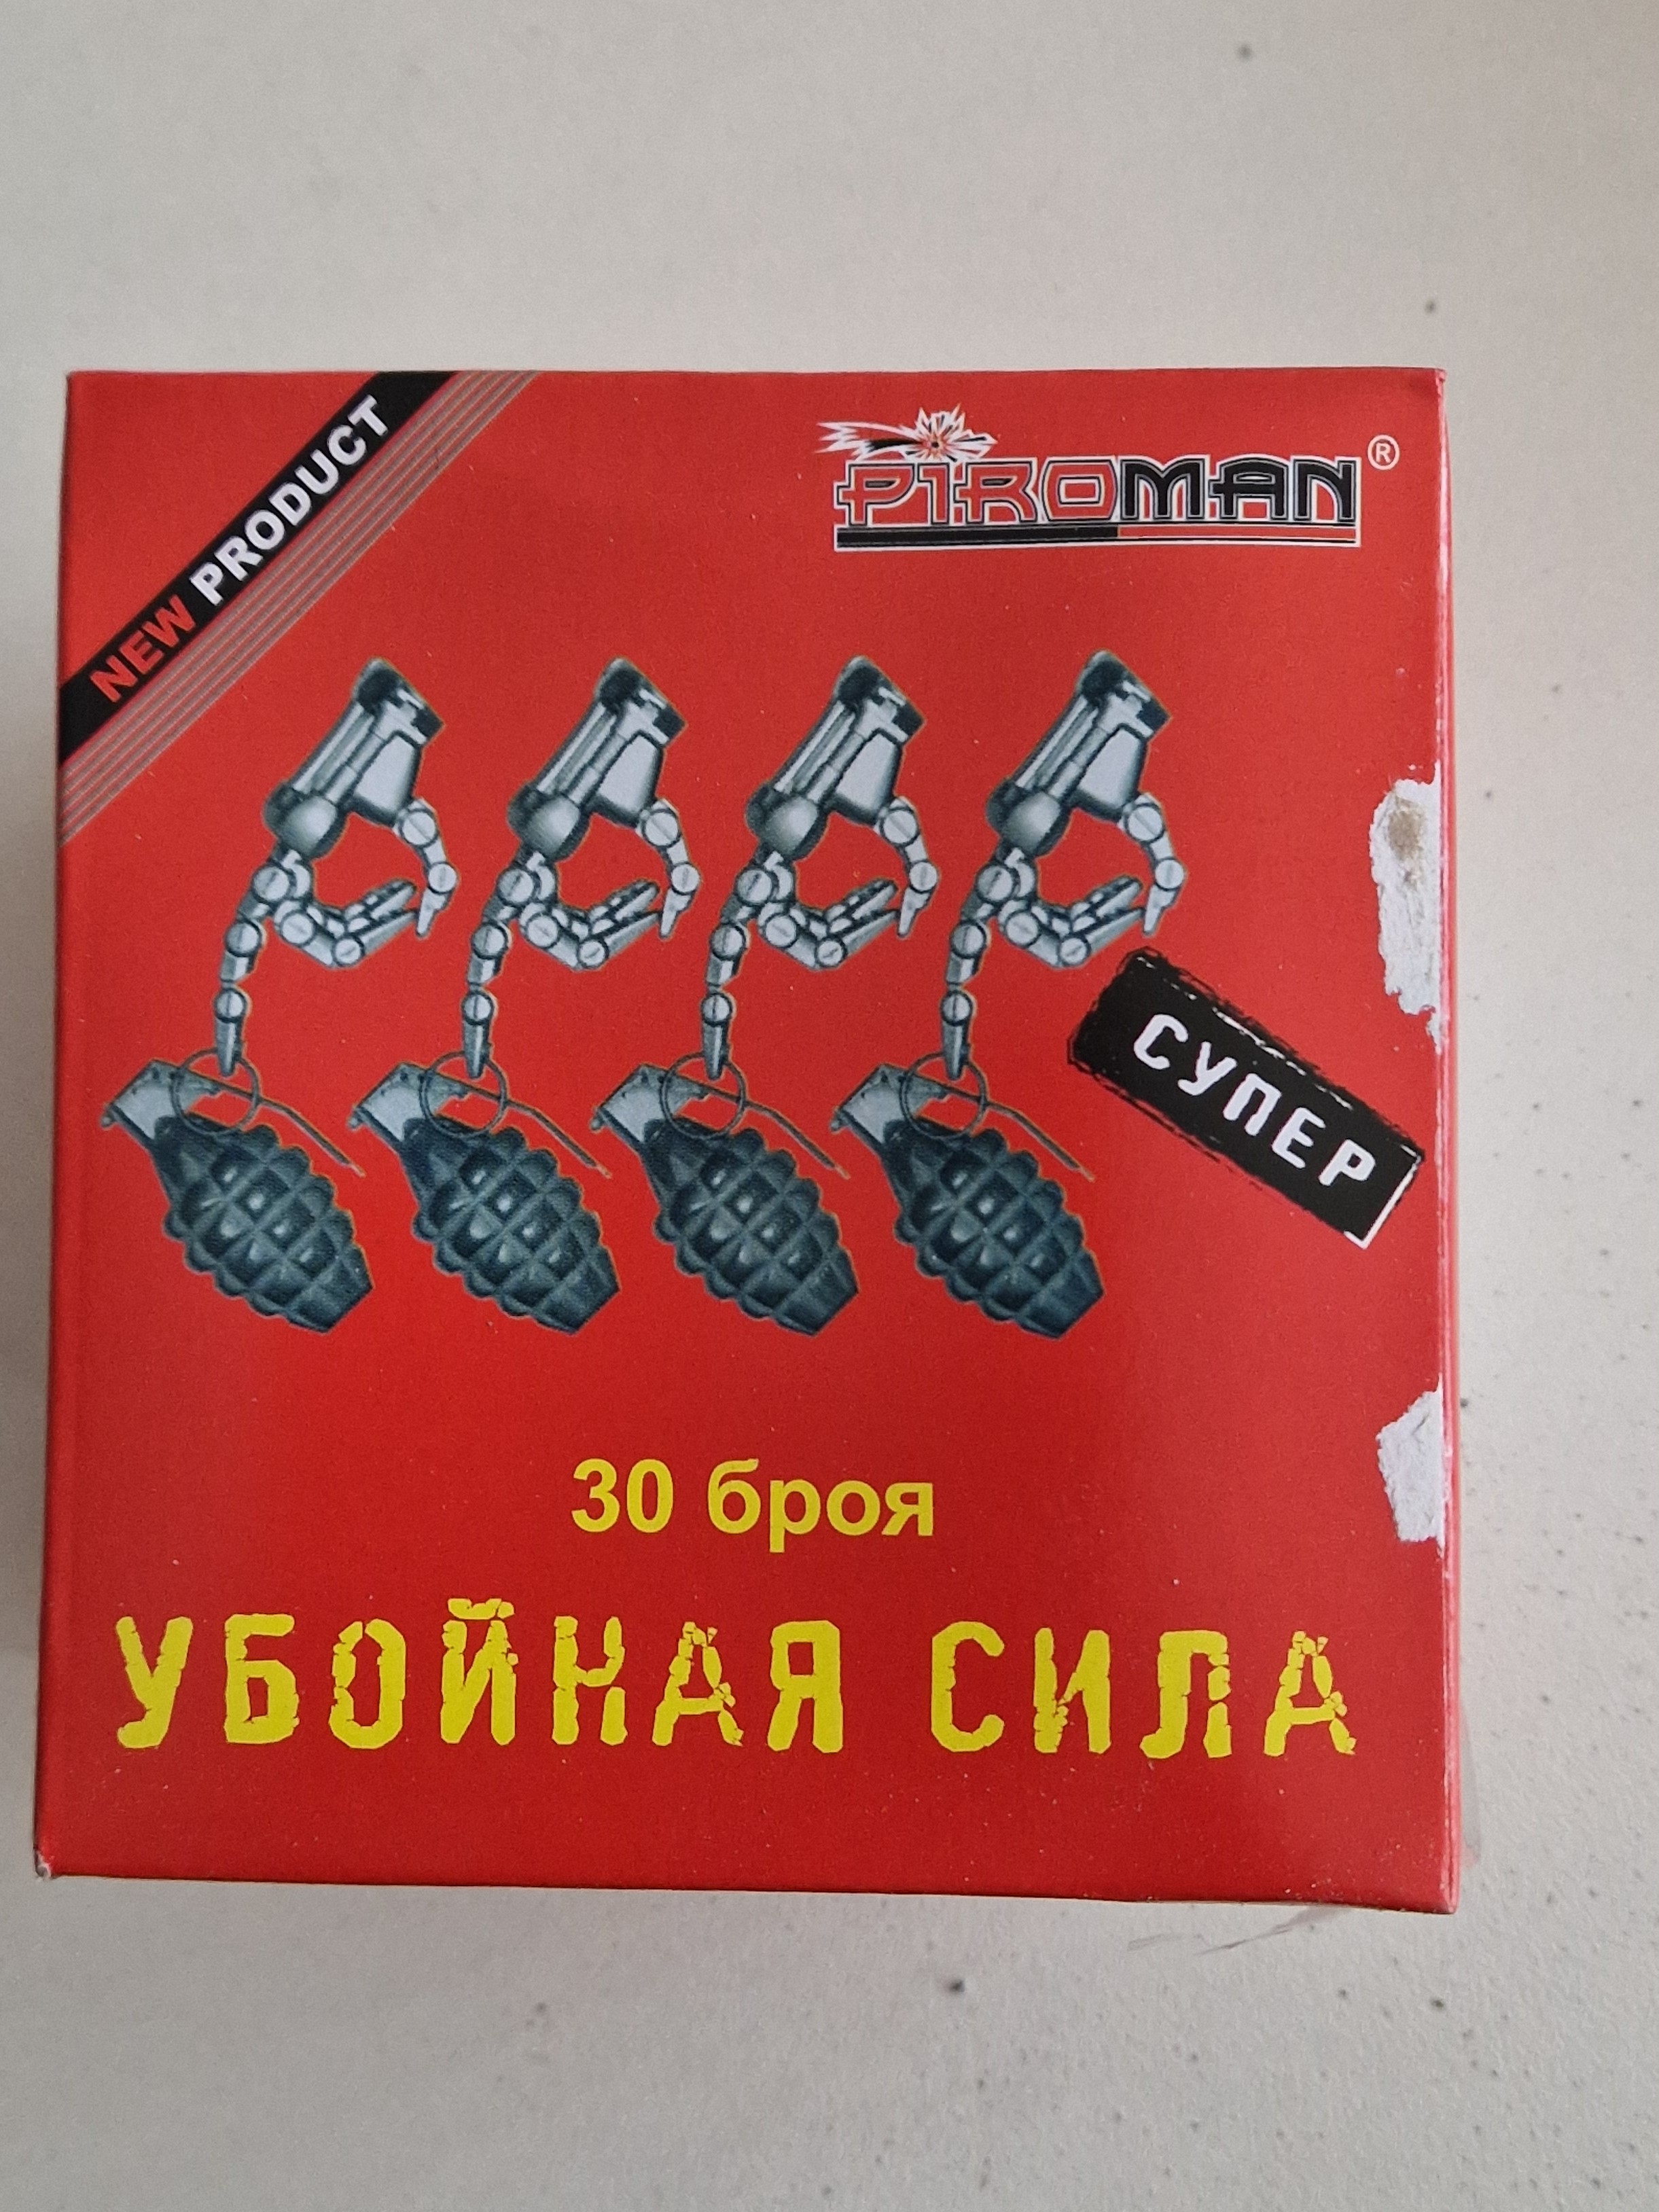 NEW PRODUCT
PIROMAN®
СУПЕР
30 броя
УБОЙНАЯ СИЛА